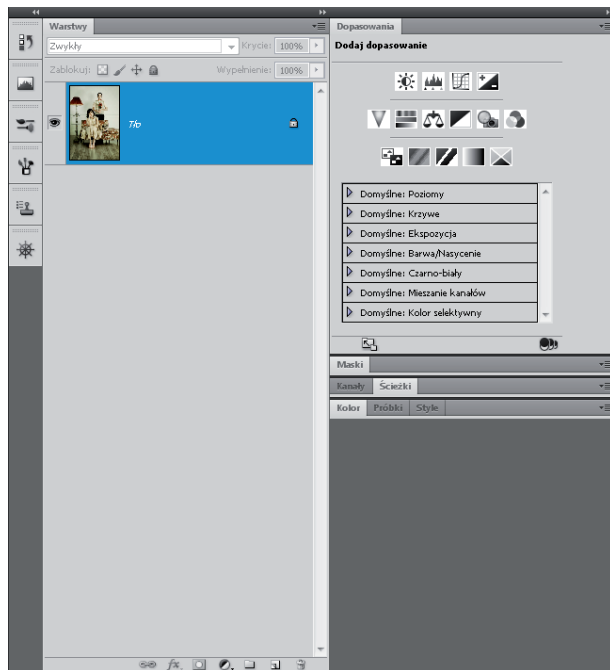 Warstwy
Zwykły
Krycie: 100%
Zablokuj:
Wypełnienie: 100%
Tło
fx.
Dopasowania
Dodaj dopasowanie
Domyślne: Poziomy
Domyślne: Krzywe
Domyślne: Ekspozycja
Domyślne: Barwa/Nasycenie
Domyślne: Czarno-biały
Domyślne: Mieszanie kanałów
Domyślne: Kolor selektywny
Maski
Kanały Ścieżki
Kolor Próbki Style